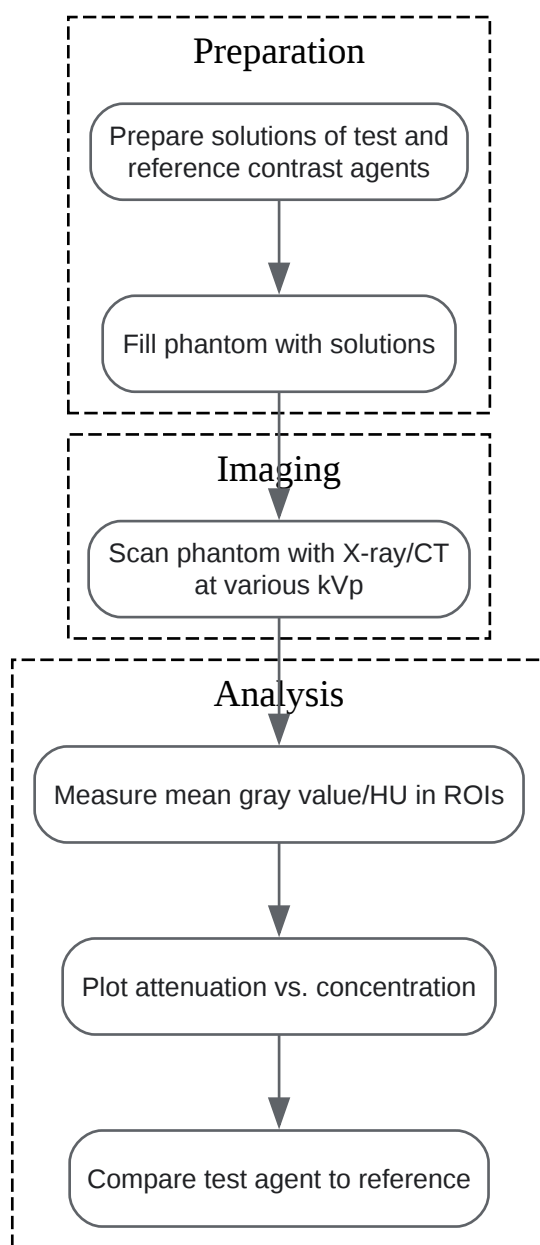 Preparation
Prepare solutions of test and
reference contrast agents
Fill phantom with solutions
Imaging
Scan phantom with X-ray/CT
at various kVp
Analysis
Measure mean gray value/HU in ROIs
Plot attenuation vs. concentration
Compare test agent to reference